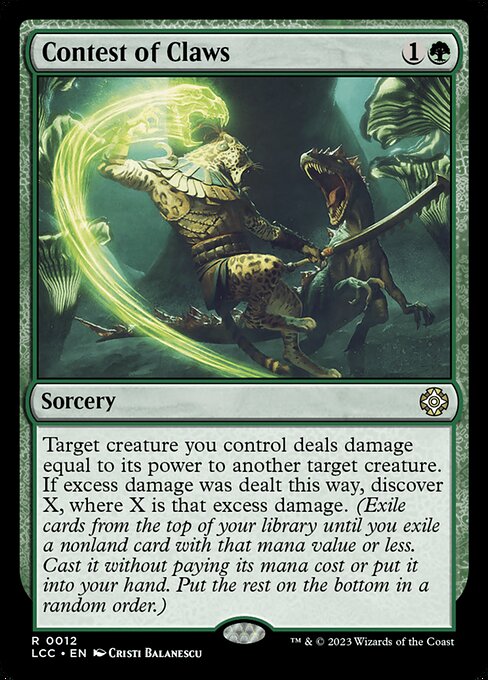 Contest of Claws 1
Sorcery
Target creature you control deals damage
equal to its power to another target creature.
If excess damage was dealt this way, discover
X, where X is that excess damage. (Exile
cards from the top of your library until you exile
a nonland card with that mana value or less.
Cast it without paying its mana cost or put it
into your hand. Put the rest on the bottom in a
random order.)
R 0012
LCC • EN Cristi Balanescu
™ & © 2023 Wizards of the Coast